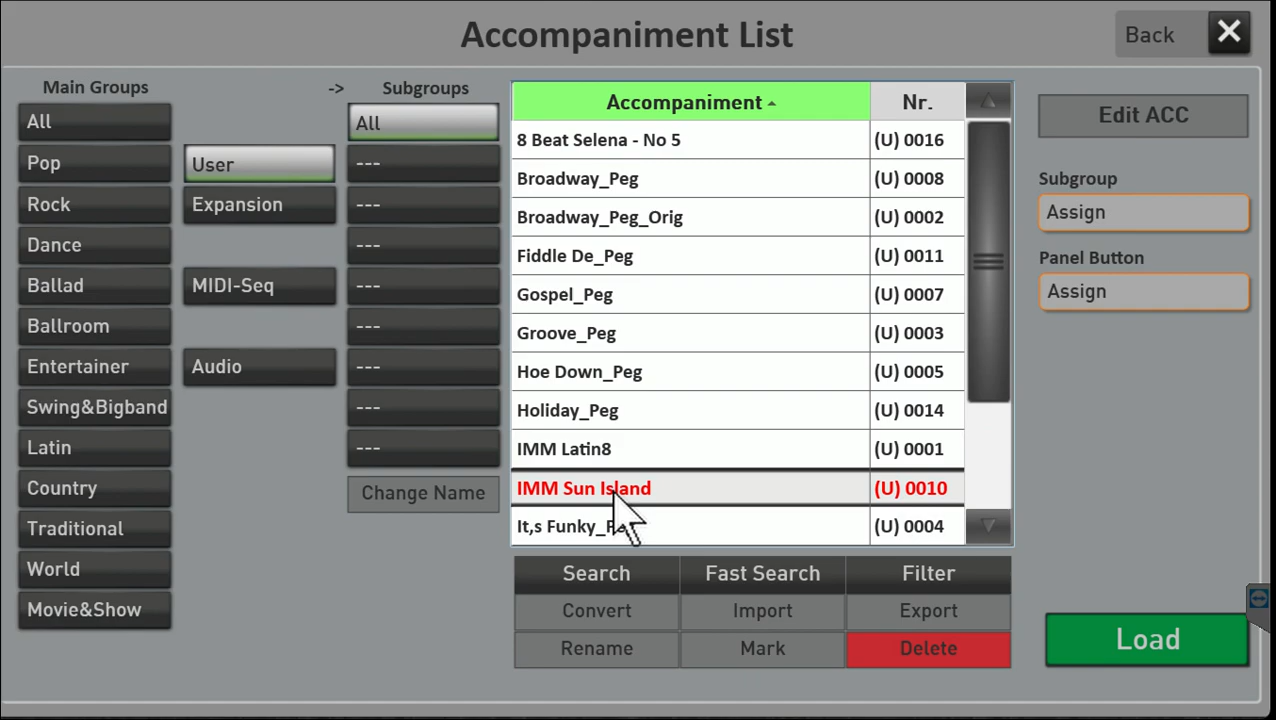 Accompaniment List
Back
Main Groups
->
Subgroups
All
Pop
Rock
Dance
Ballad
Ballroom
Entertainer
Swing&Bigband
Latin
Country
Traditional
World
Movie&Show
User
Expansion
MIDI-Seq
Audio
All
---
---
---
---
---
---
---
---
Change Name
Accompaniment Nr.
8 Beat Selena - No 5 (U) 0016
Broadway_Peg (U) 0008
Broadway_Peg_Orig (U) 0002
Fiddle De_Peg (U) 0011
Gospel_Peg (U) 0007
Groove_Peg (U) 0003
Hoe Down_Peg (U) 0005
Holiday_Peg (U) 0014
IMM Latin8 (U) 0001
IMM Sun Island (U) 0010
It,s (U) 0004
Search Fast Search Filter
Convert Import Export
Rename Mark Delete
Edit ACC
Subgroup
Assign
Panel Button
Assign
Load